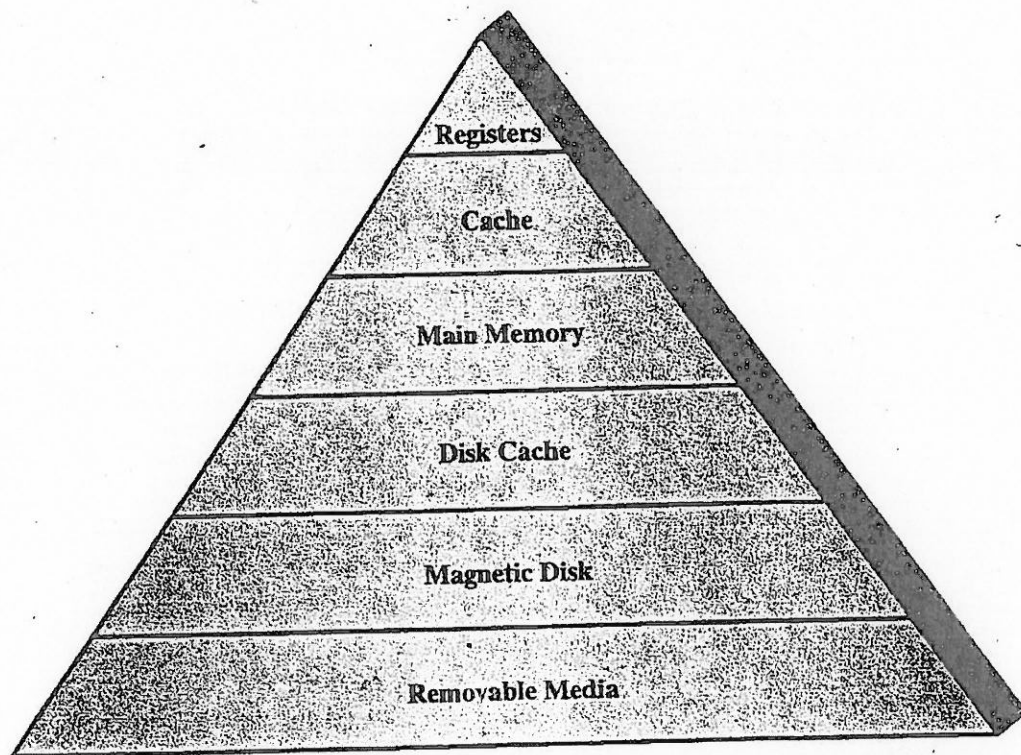 Registers
Cache
Main Memory
Disk Cache
Magnetic Disk
Removable Media